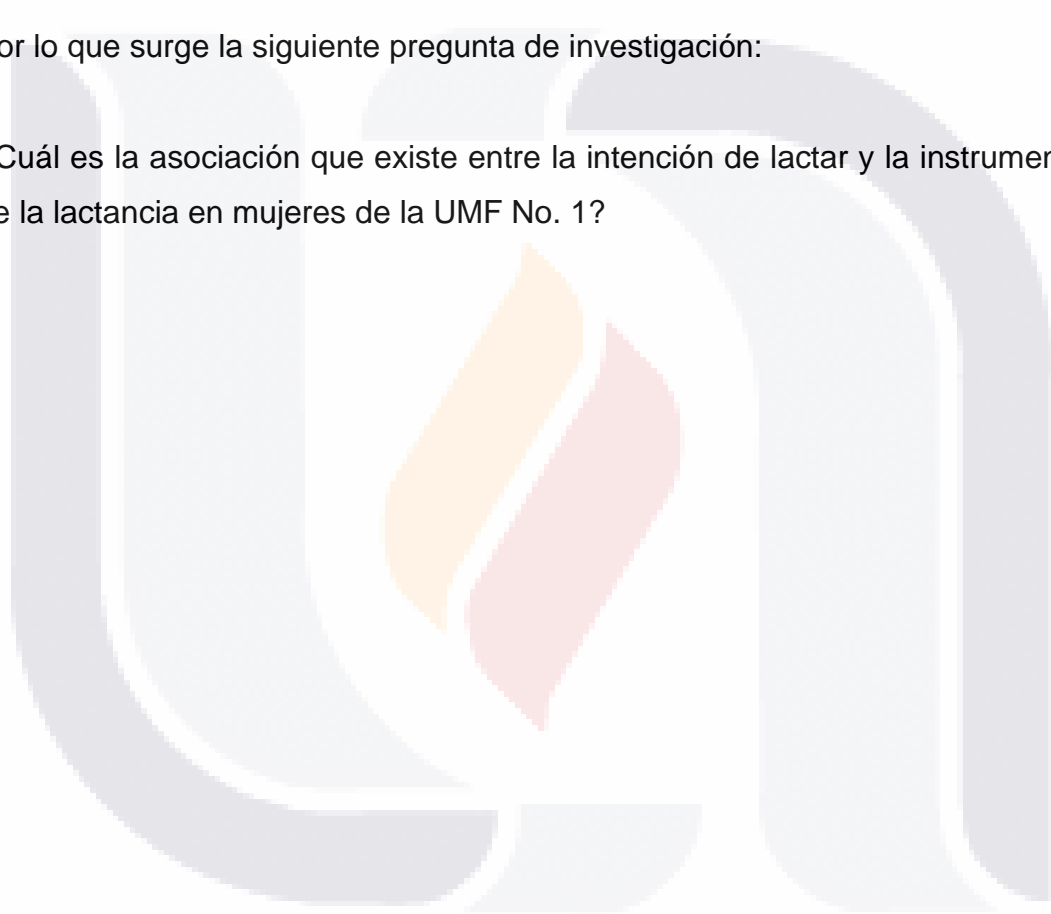 or lo que surge la siguiente pregunta de investigación:
Cuál es la asociación que existe entre la intención de lactar y la instrumen
e la lactancia en mujeres de la UMF No. 1?